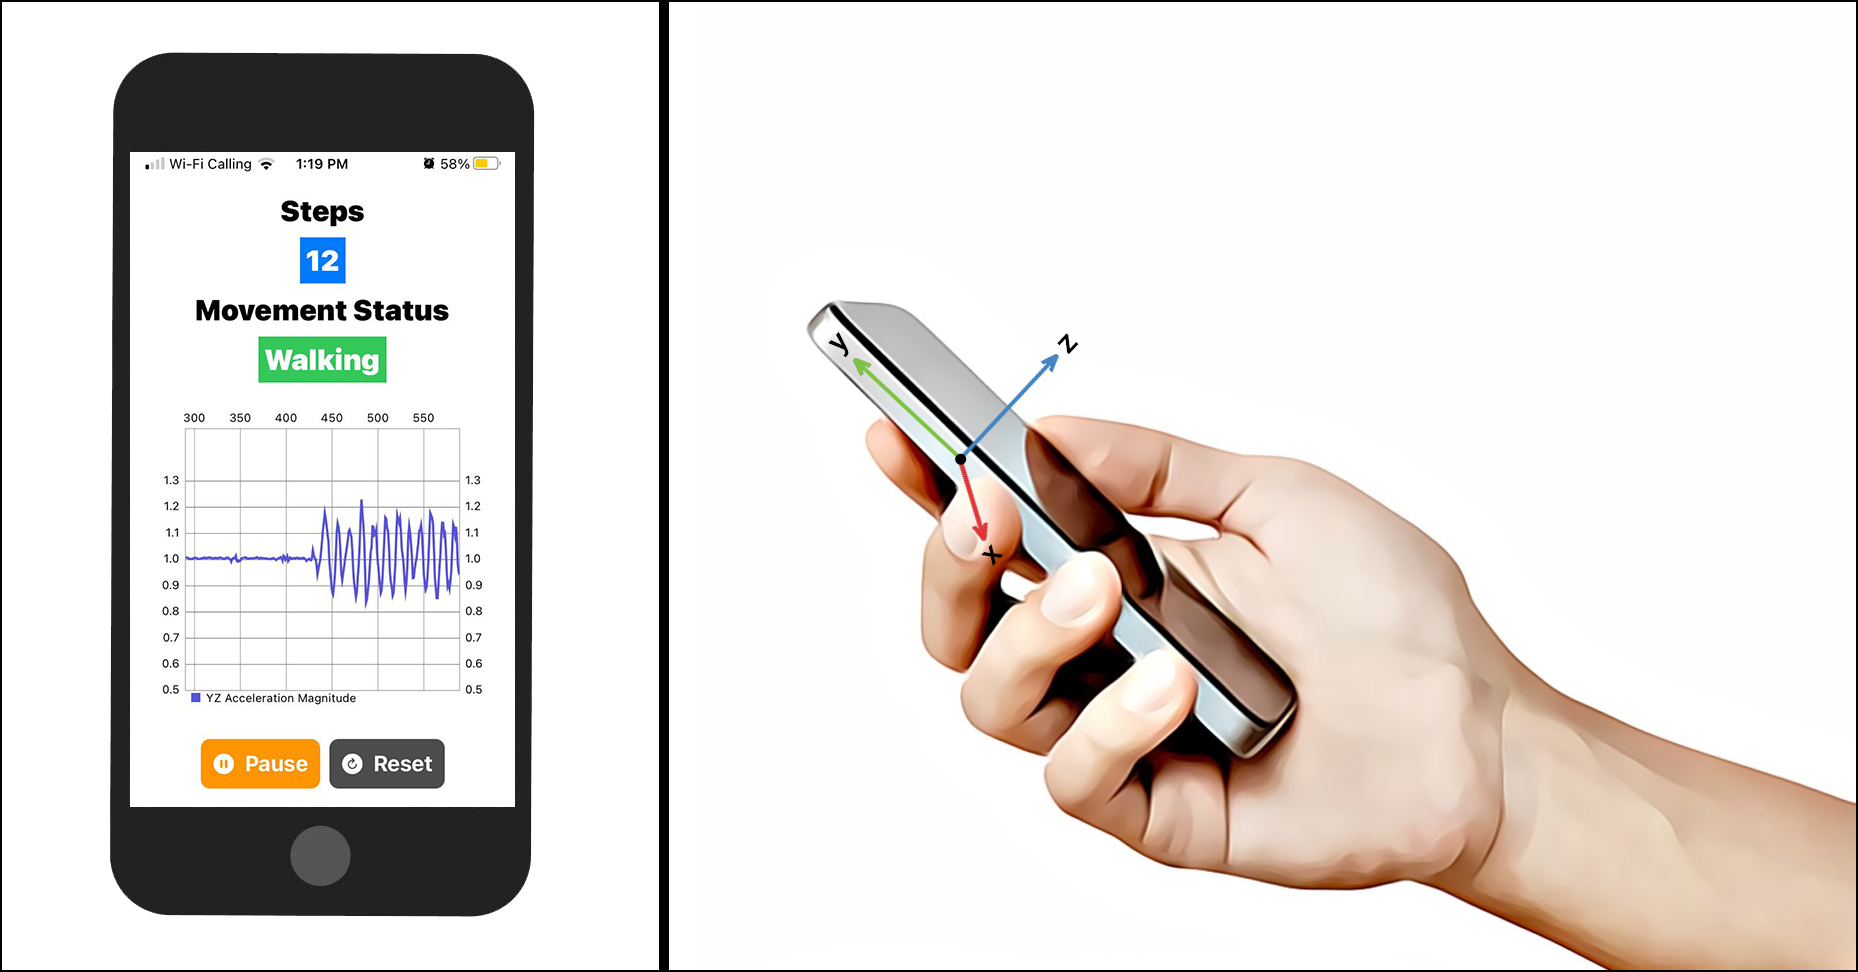 Wi-Fi Calling 1:19 PM 58%
Steps
12
Movement Status
Walking
300 350 400 450 500 550
1.3 1.3
1.2 1.2
1.1 1.1
1.0 1.0
0.9 0.9
0.8 0.8
0.7 0.7
0.6 0.6
0.5 0.5
YZ Acceleration Magnitude
Pause Reset
y
z
x